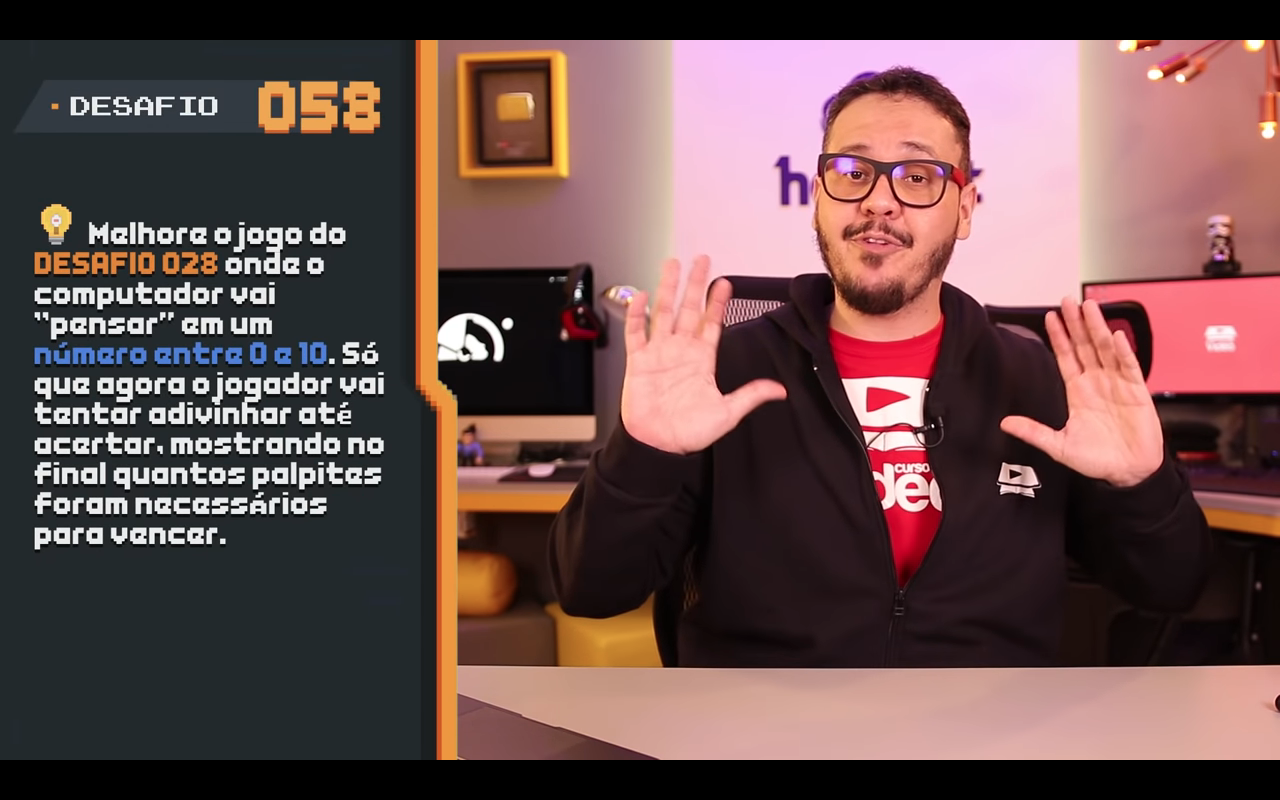 DESAFIO 058
Melhore o jogo do
DESAFIO 028 onde o
computador vai
"pensar" em um
número entre 0 e 10. Só
que agora o jogador vai
tentar adivinhar até
acertar, mostrando no
final quantos palpites
foram necessários
para vencer.
curso